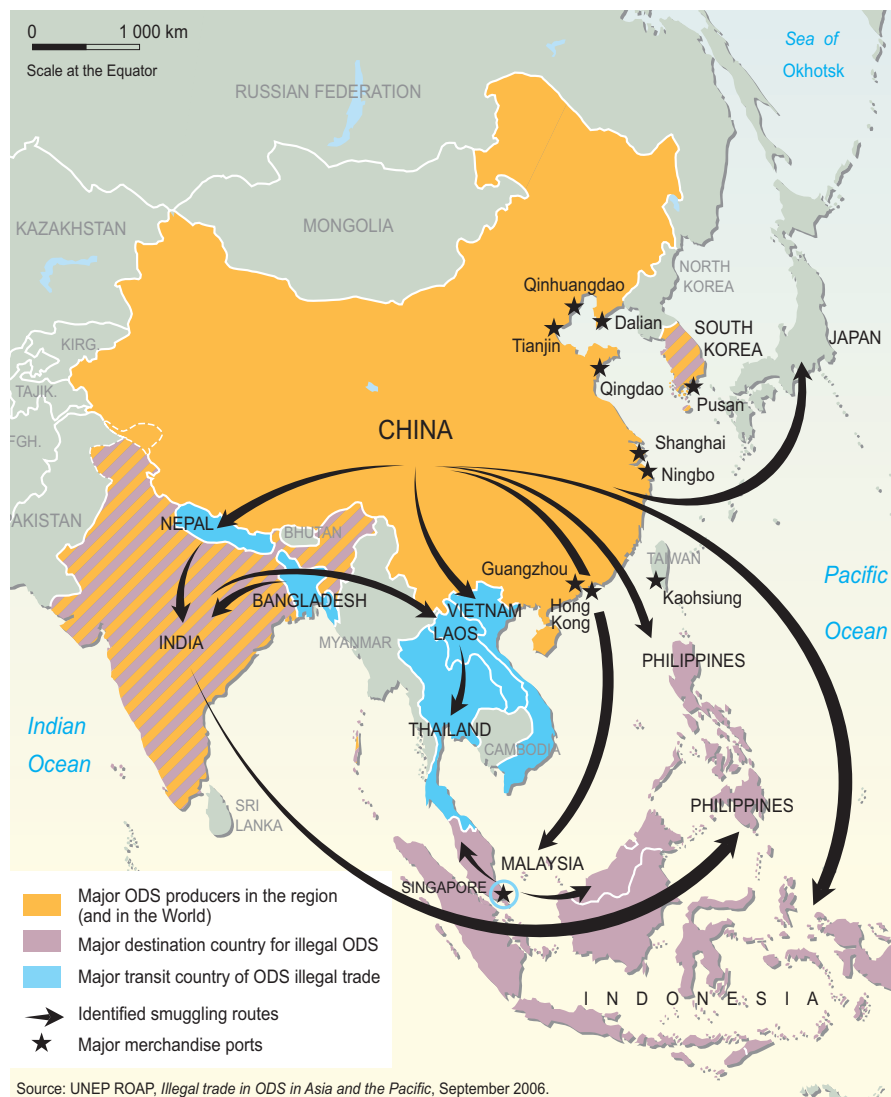 0 1 000 km
Scale at the Equator
Sea of
Okhotsk
RUSSIAN FEDERATION
MONGOLIA
KAZAKHSTAN
NORTH
KOREA
Qinhuangdao
Dalian
SOUTH
KOREA
JAPAN
Tianjin
KIRG.
TAJIK.
Qingdao
Pusan
CHINA
FGH.
Shanghai
Ningbo
PAKISTAN
NEPAL
BHUTAN
TAIWAN
Guangzhou
Pacific
Ocean
BANGLADESH
VIETNAM
Hong
Kong
Kaohsiung
LAOS
INDIA
MYANMAR
PHILIPPINES
Indian
Ocean
THAILAND
CAMBODIA
SRI
LANKA
PHILIPPINES
MALAYSIA
SINGAPORE
INDONESIA
Major ODS producers in the region
(and in the World)
Major destination country for illegal ODS
Major transit country of ODS illegal trade
Identified smuggling routes
Major merchandise ports
Source: UNEP ROAP, Illegal trade in ODS in Asia and the Pacific, September 2006.